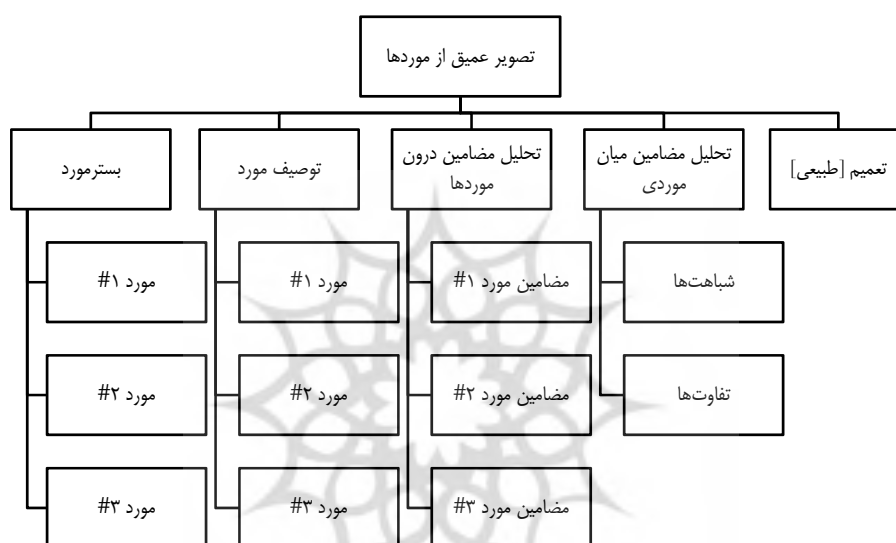 تصویر عمیق از موردها
تعمیم [طبیعی]
تحلیل مضامین میان
موردی
تحلیل مضامین درون
موردها
توصیف مورد
بسترمورد
شباهت‌ها
مضامین مورد ۱#
مورد ۱#
مورد ۱#
تفاوت‌ها
مضامین مورد ۲#
مورد ۲#
مورد ۲#
مضامین مورد ۳#
مورد ۳#
مورد ۳#